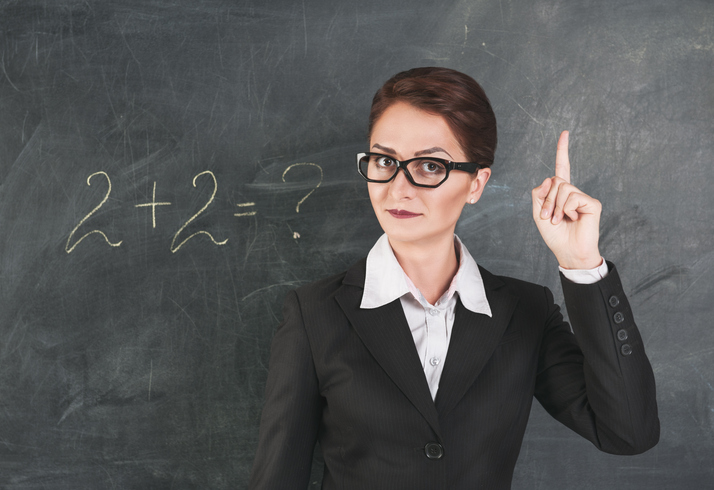 2 + 2 = ?